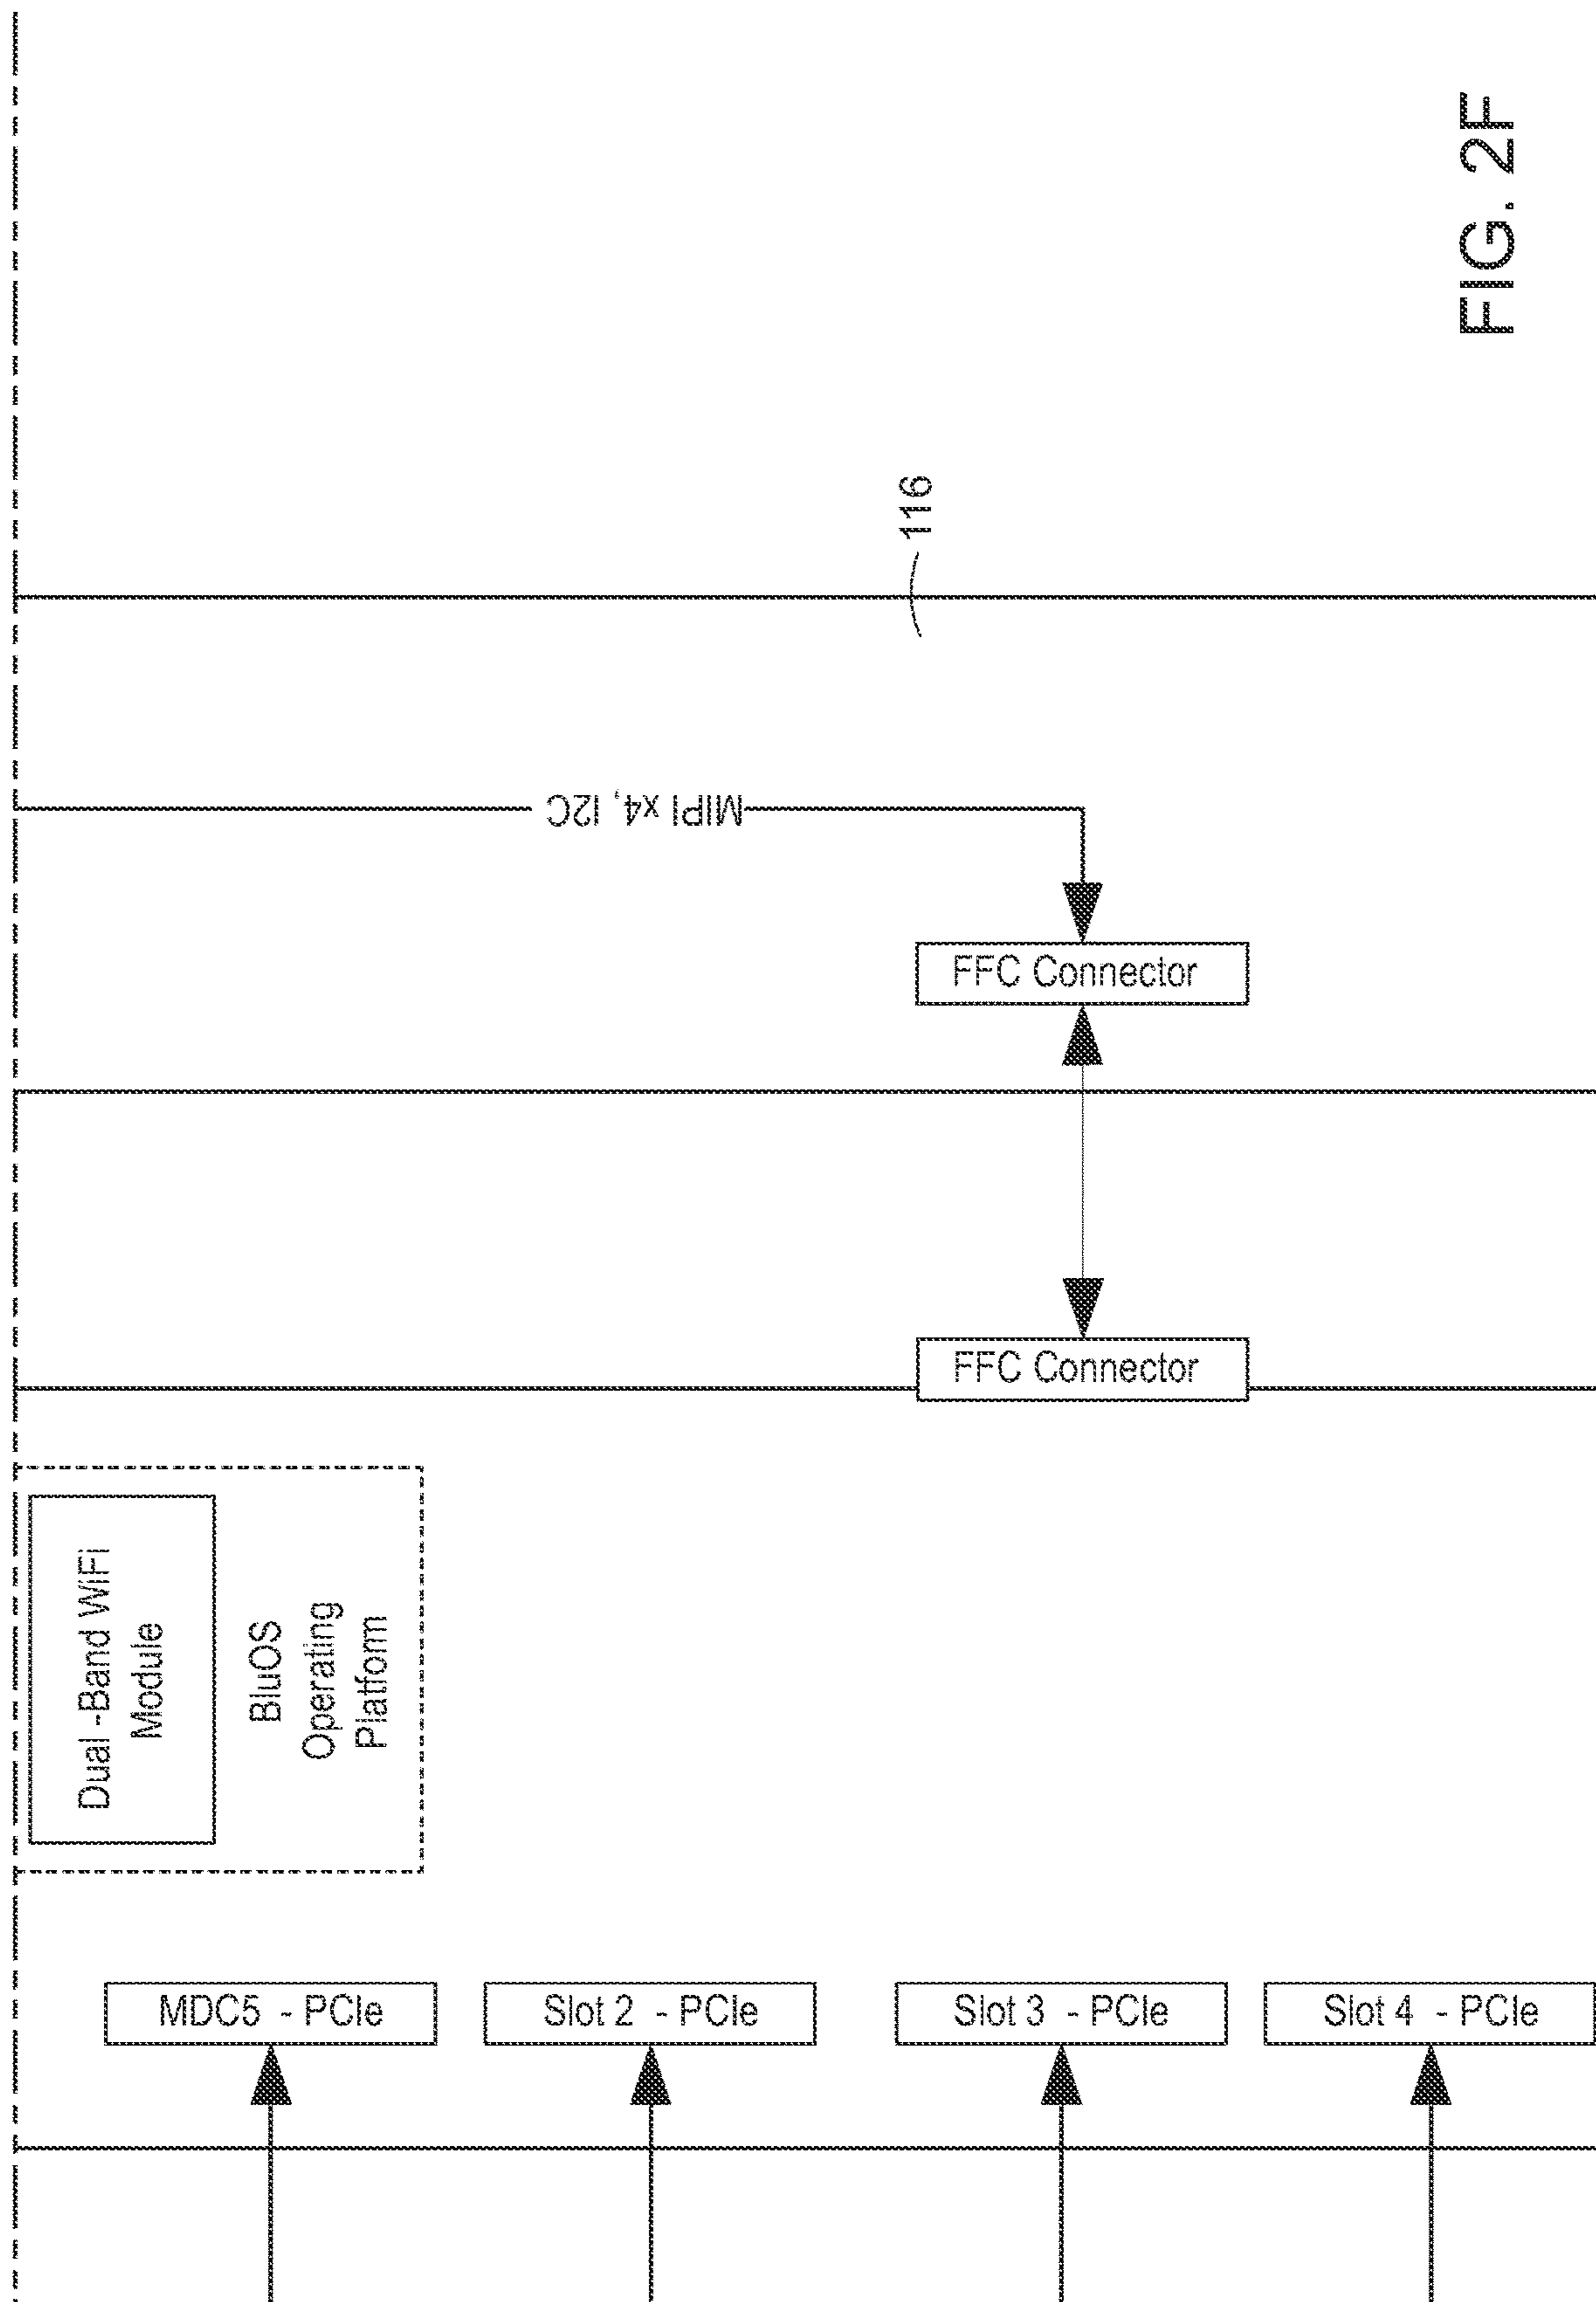 FIG. 2F
116
MIPI x4, I2C
FFC Connector
FFC Connector
Dual -Band WiFi
Module
BluOS
Operating
Platform
MDC5 - PCIe
Slot 2 - PCIe
Slot 3 - PCIe
Slot 4 - PCIe